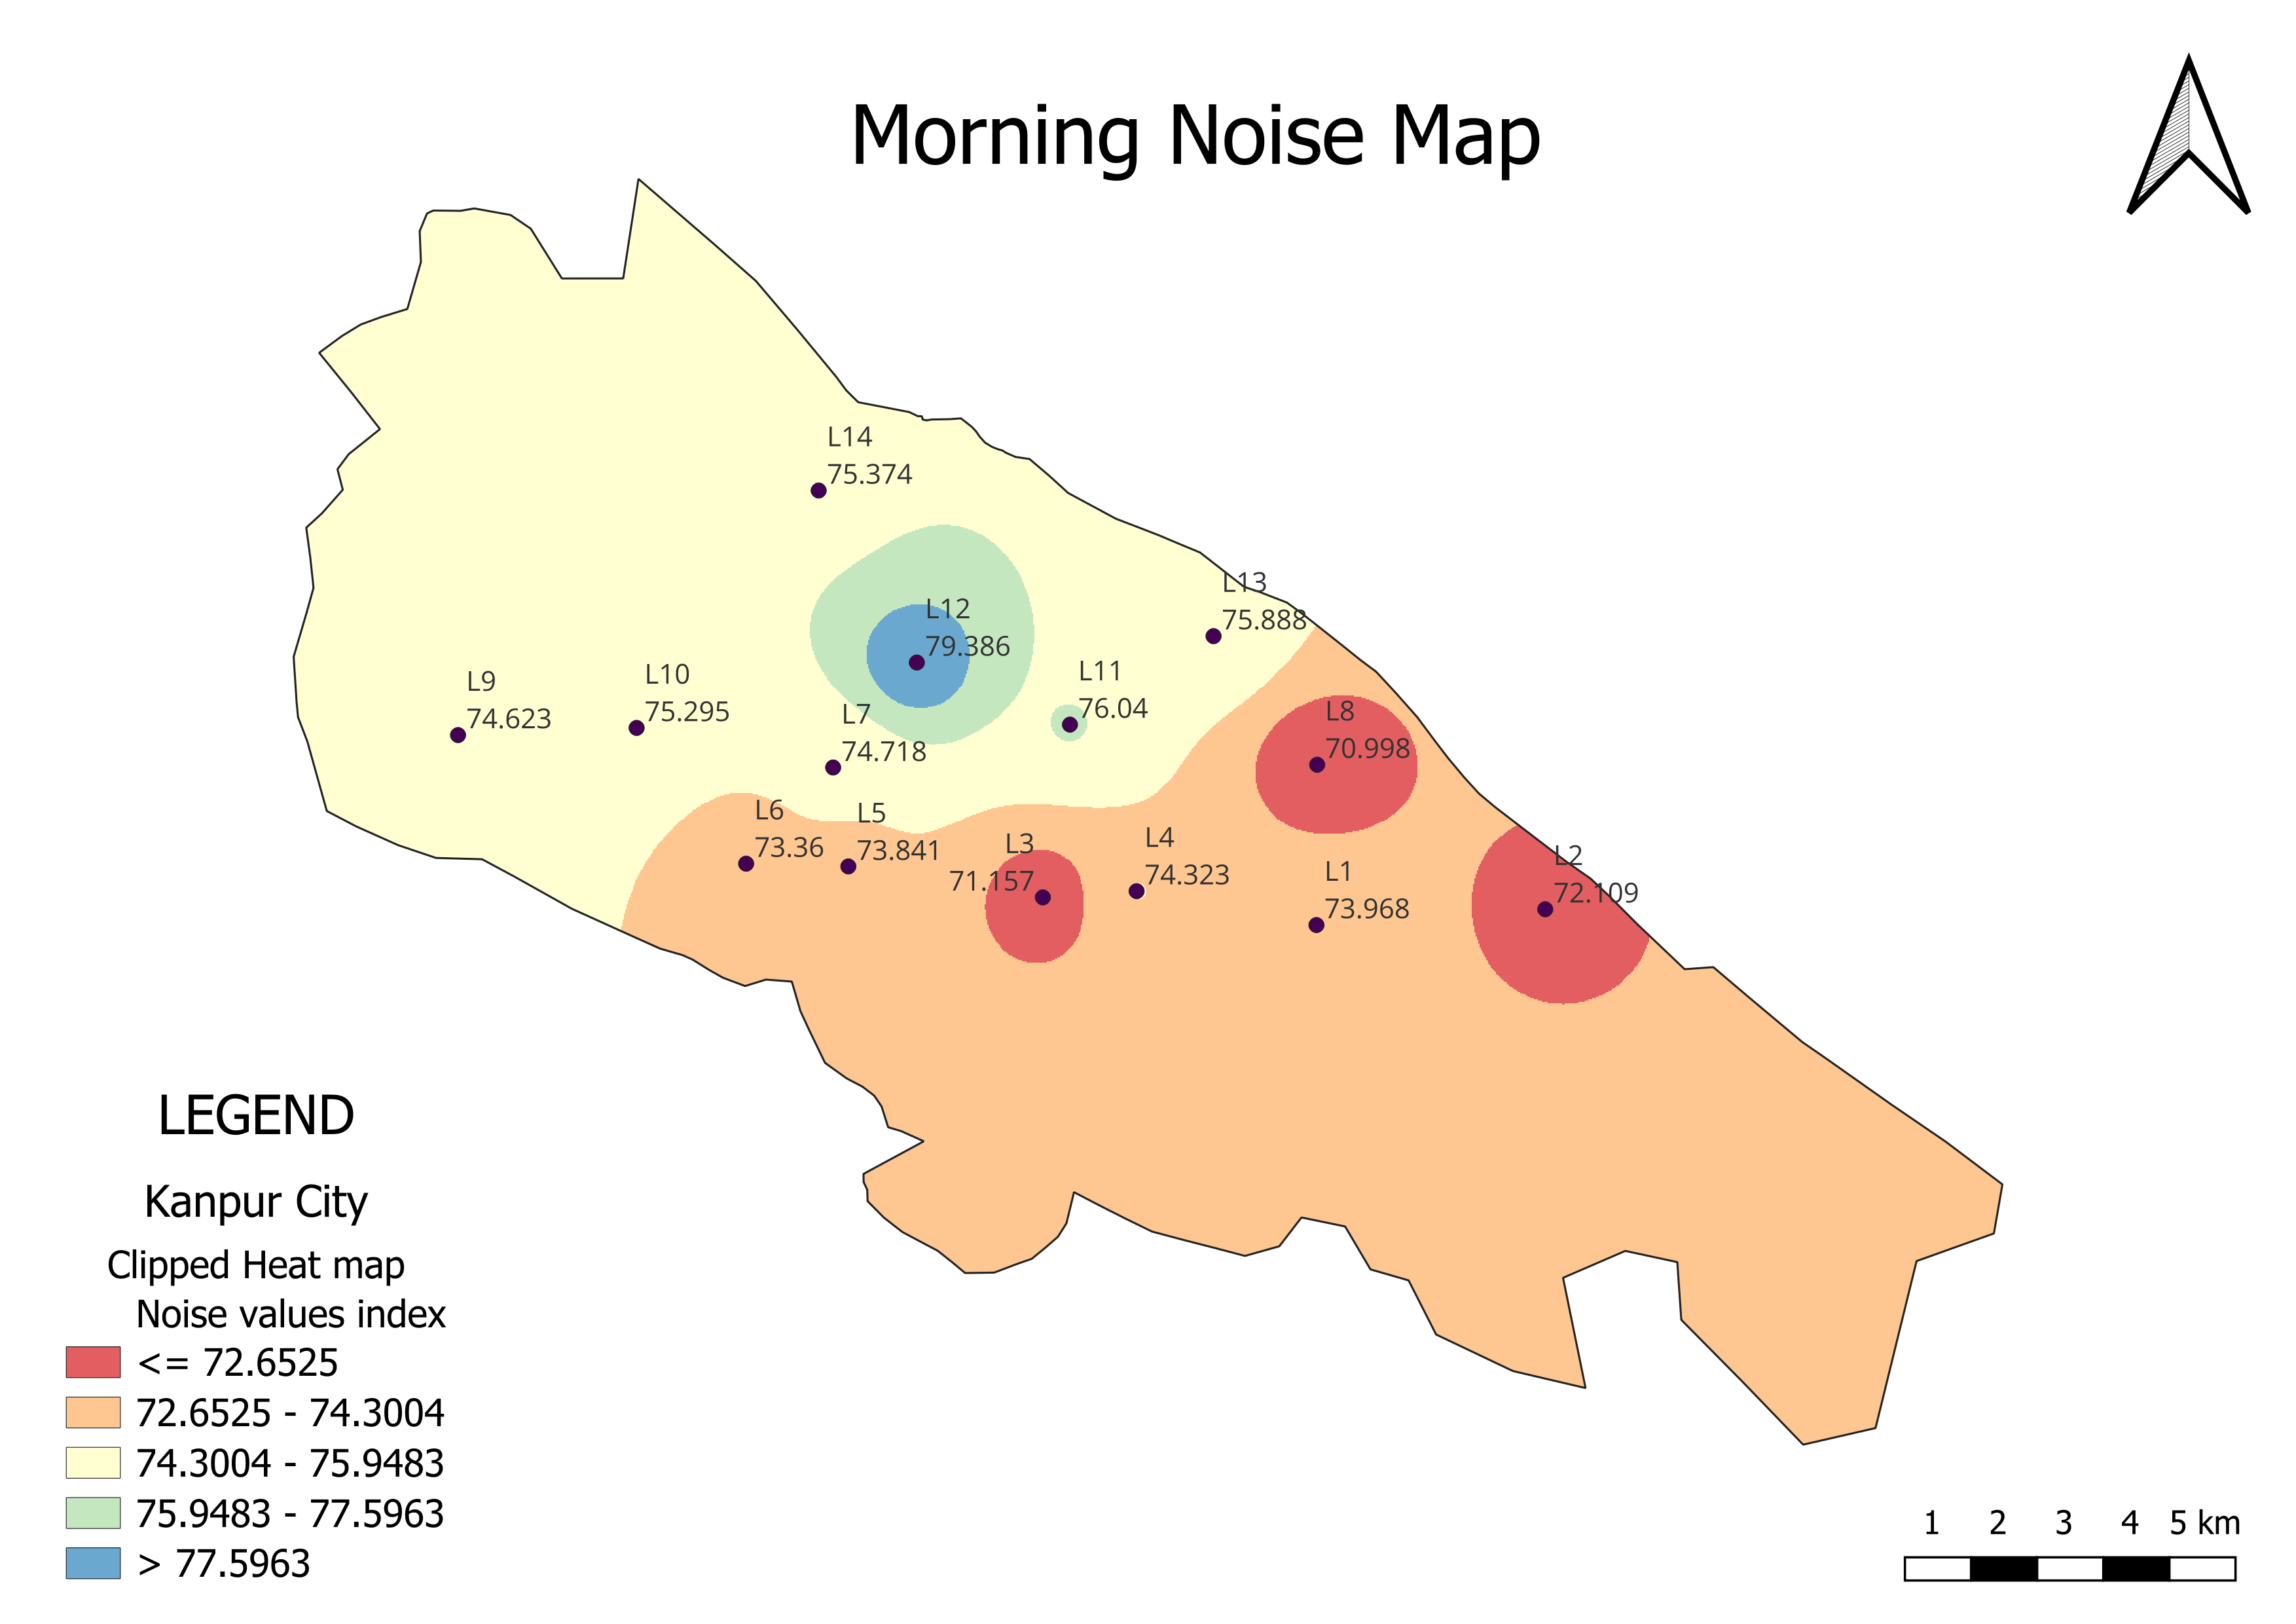 Morning Noise Map
L14
75.374
L13
75.888
L12
79.386
L11
76.04
L10
75.295
L9
74.623
L7
74.718
L8
70.998
L6
73.36
L5
73.841
L3
71.157
L4
74.323
L1
73.968
L2
72.109
LEGEND
Kanpur City
Clipped Heat map
Noise values index
<= 72.6525
72.6525 - 74.3004
74.3004 - 75.9483
75.9483 - 77.5963
> 77.5963
1 2 3 4 5 km